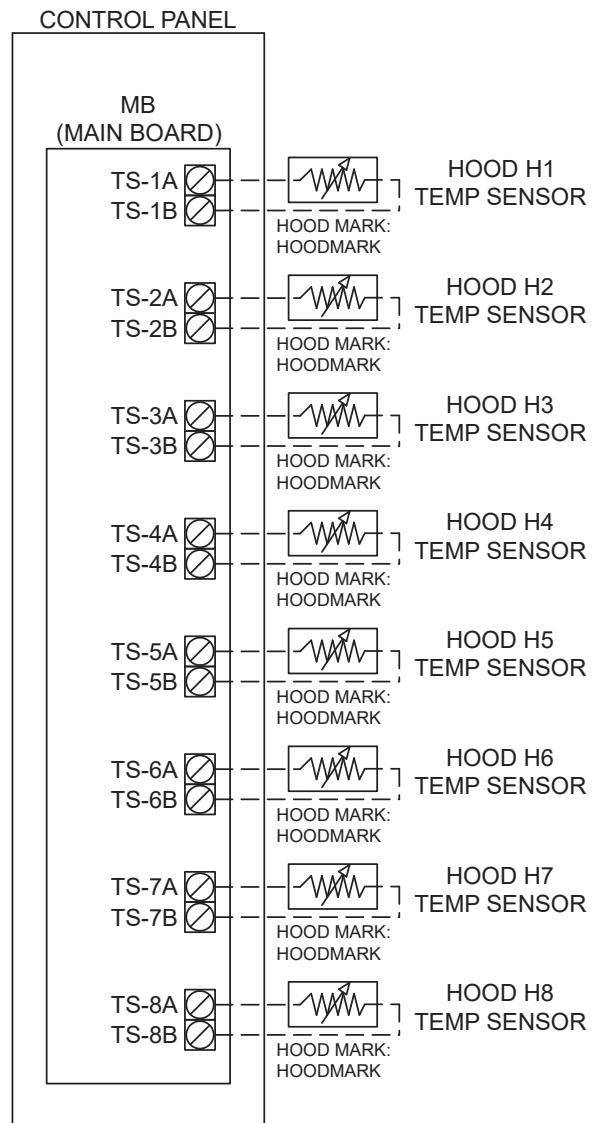 CONTROL PANEL
MB
(MAIN BOARD)
TS-1A
TS-1B
HOOD MARK:
HOODMARK
HOOD H1
TEMP SENSOR
TS-2A
TS-2B
HOOD MARK:
HOODMARK
HOOD H2
TEMP SENSOR
TS-3A
TS-3B
HOOD MARK:
HOODMARK
HOOD H3
TEMP SENSOR
TS-4A
TS-4B
HOOD MARK:
HOODMARK
HOOD H4
TEMP SENSOR
TS-5A
TS-5B
HOOD MARK:
HOODMARK
HOOD H5
TEMP SENSOR
TS-6A
TS-6B
HOOD MARK:
HOODMARK
HOOD H6
TEMP SENSOR
TS-7A
TS-7B
HOOD MARK:
HOODMARK
HOOD H7
TEMP SENSOR
TS-8A
TS-8B
HOOD MARK:
HOODMARK
HOOD H8
TEMP SENSOR